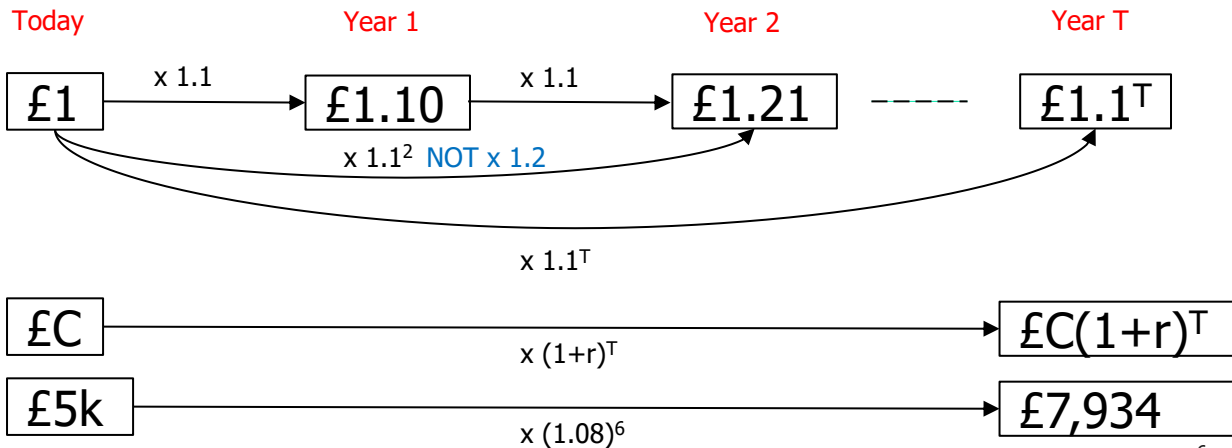 Today Year 1 Year 2 Year T
x 1.1 x 1.1
£1 £1.10 £1.21 £1.1ᵀ
x 1.1² NOT x 1.2
x 1.1ᵀ
£C £C(1+r)ᵀ
x (1+r)ᵀ
£5k £7,934
x (1.08)⁶